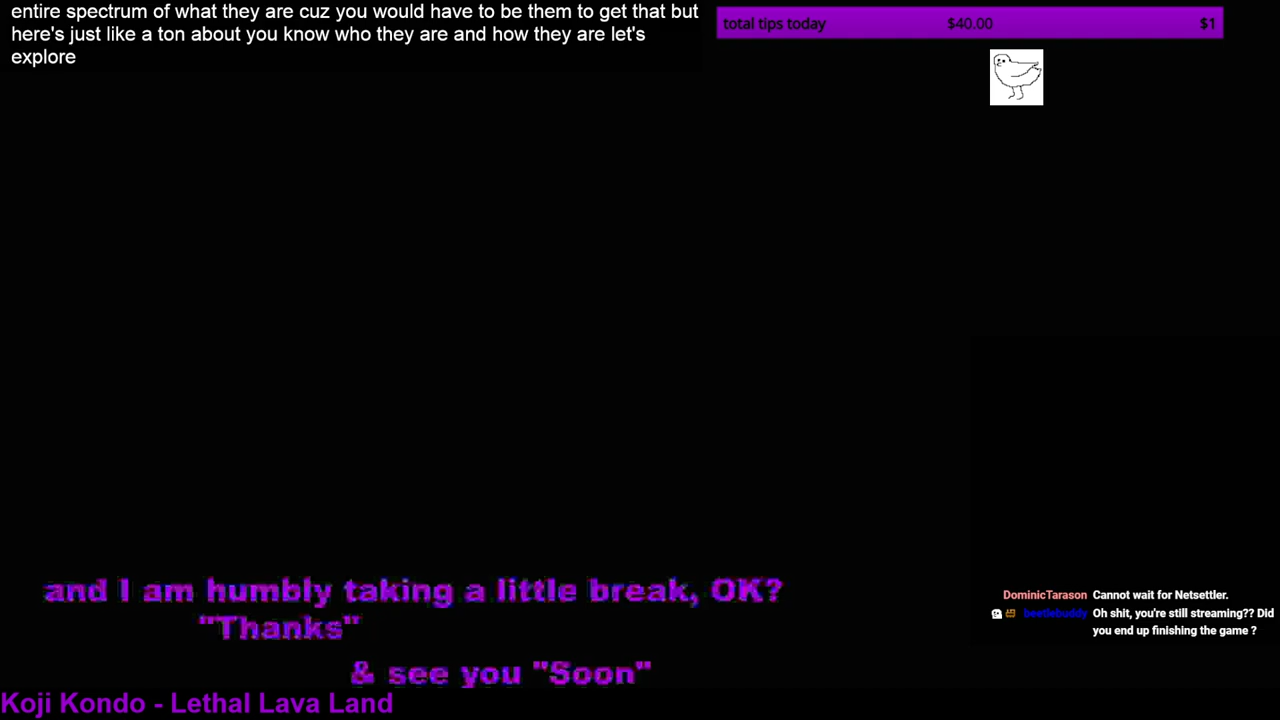 entire spectrum of what they are cuz you would have to be them to get that but
here's just like a ton about you know who they are and how they are let's
explore
total tips today $40.00 $1
and I am humbly taking a little break, OK?
"Thanks"
& see you "Soon"
DominicTarason Cannot wait for Netsettler.
beetlebuddy Oh shit, you're still streaming?? Did
you end up finishing the game ?
Koji Kondo - Lethal Lava Land